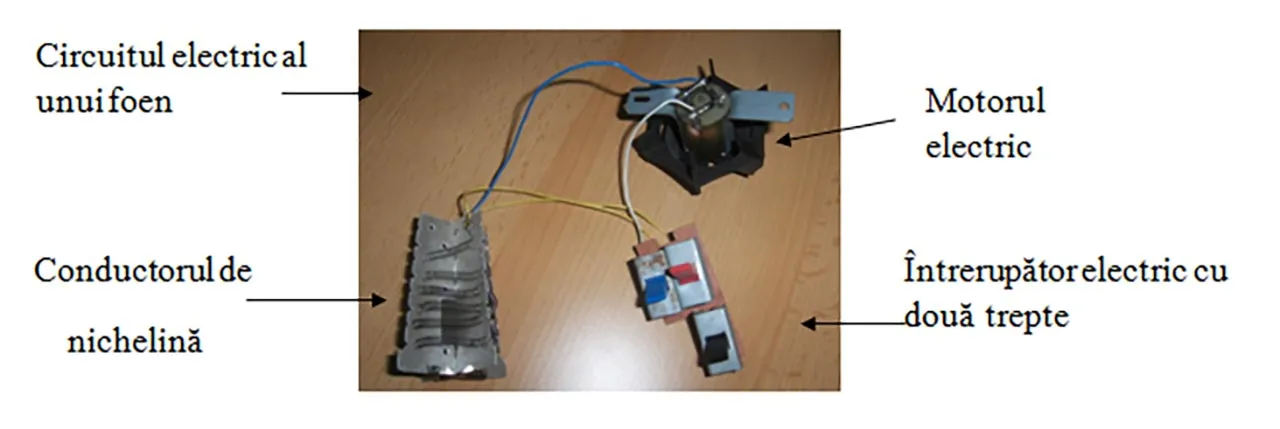 Circuitul electric al
unui foen
Motorul
electric
Conductorul de
nichelină
Întrerupător electric cu
două trepte